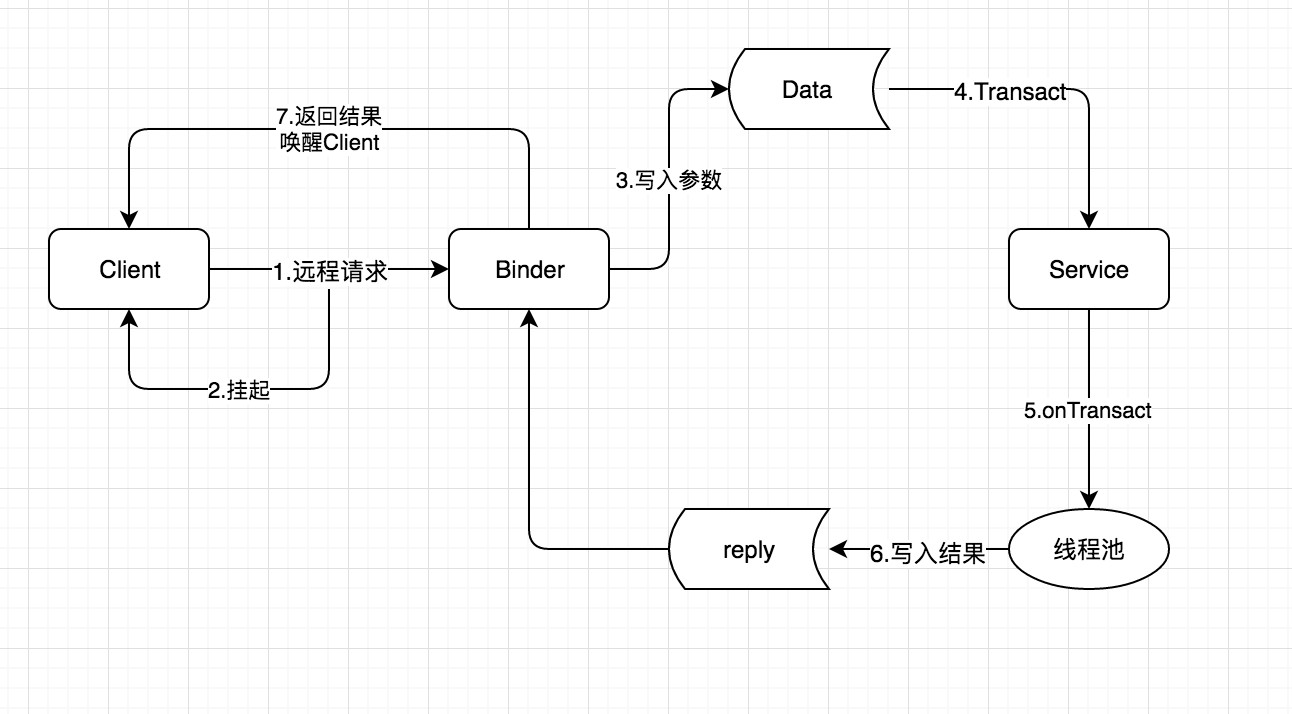 Data
4.Transact
7.返回结果
唤醒Client
3.写入参数
Client
1.远程请求
Binder
Service
2.挂起
5.onTransact
reply
6.写入结果
线程池